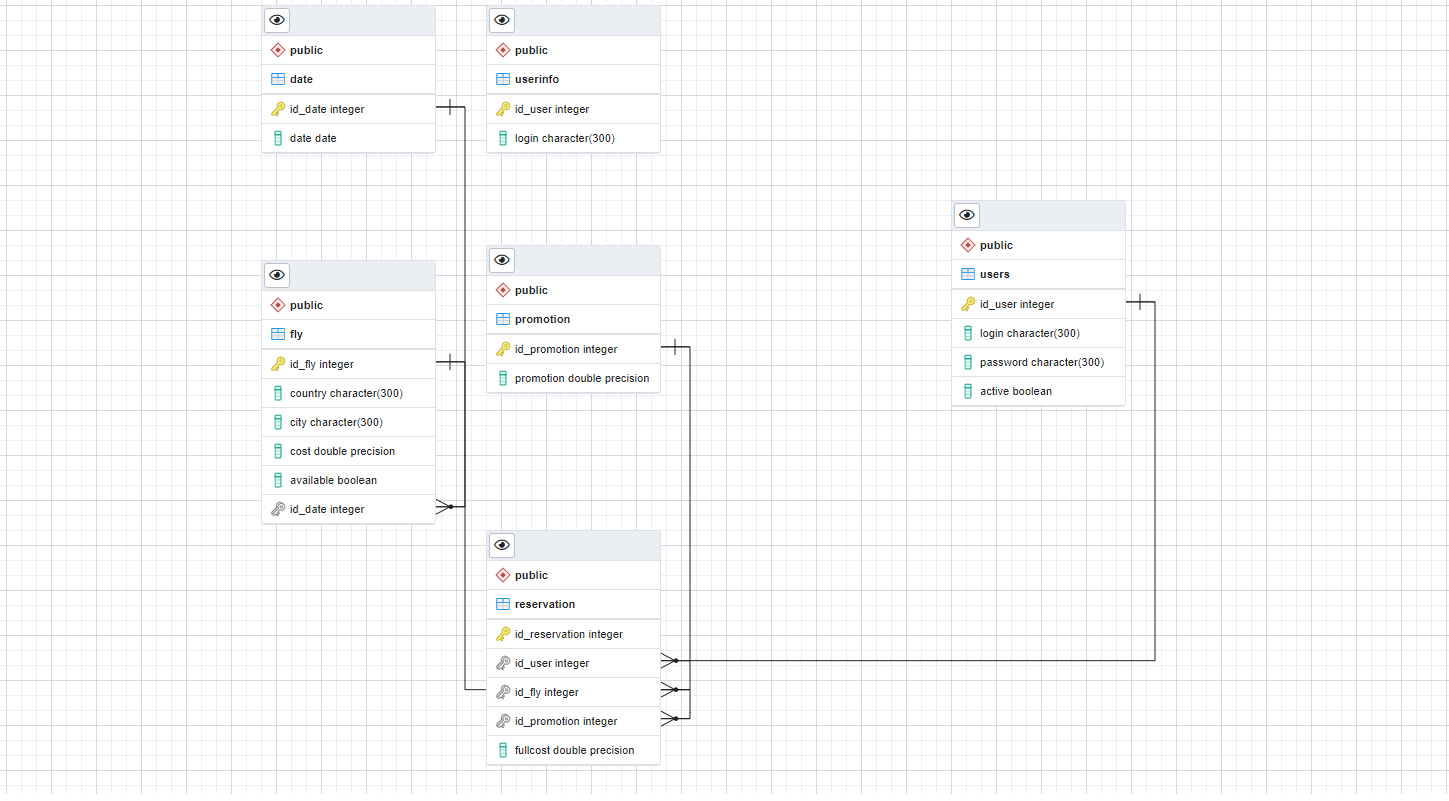 public
date
id_date integer
date date
public
userinfo
id_user integer
login character(300)
public
users
id_user integer
login character(300)
password character(300)
active boolean
public
promotion
id_promotion integer
promotion double precision
public
fly
id_fly integer
country character(300)
city character(300)
cost double precision
available boolean
id_date integer
public
reservation
id_reservation integer
id_user integer
id_fly integer
id_promotion integer
fullcost double precision